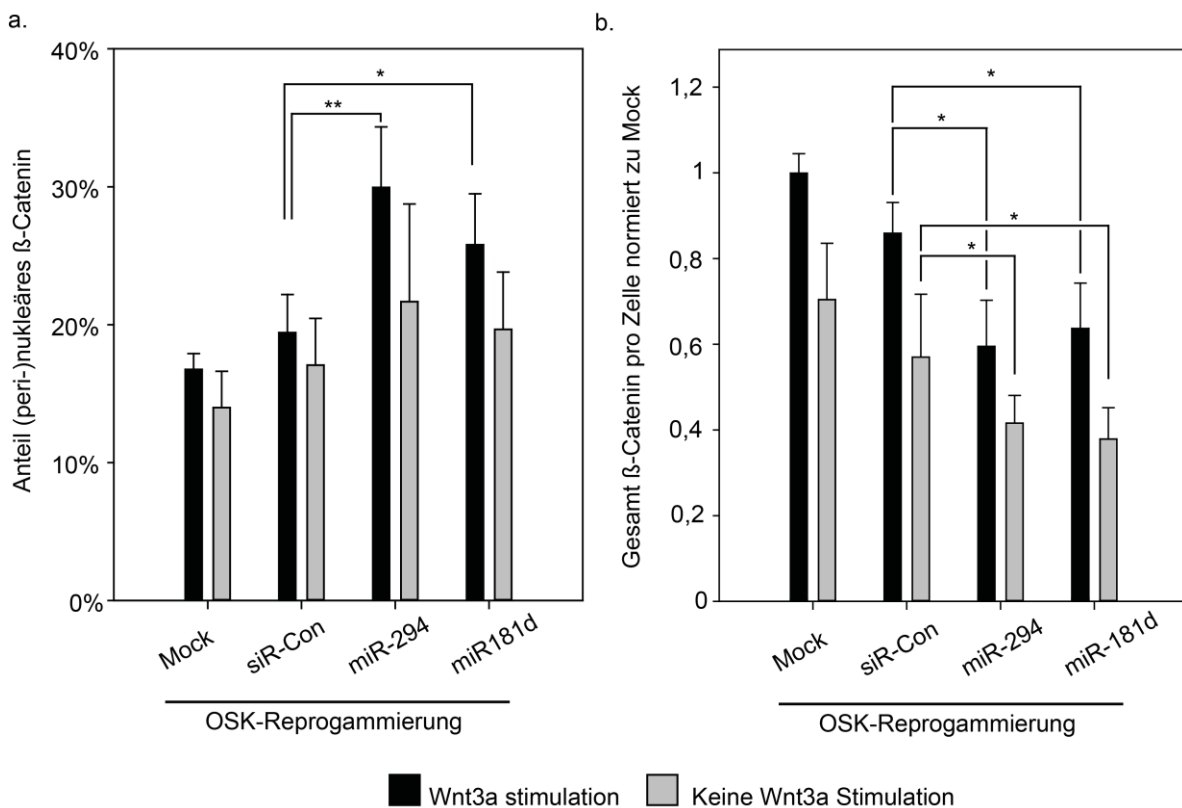 a.
Anteil (peri-)nukleäres ß-Catenin
40%
30%
20%
10%
0%
*
**
Mock
siR-Con
miR-294
miR181d
OSK-Reprogammierung
b.
Gesamt ß-Catenin pro Zelle normiert zu Mock
1,2
1
0,8
0,6
0,4
0,2
0
*
*
*
*
Mock
siR-Con
miR-294
miR-181d
OSK-Reprogammierung
Wnt3a stimulation
Keine Wnt3a Stimulation